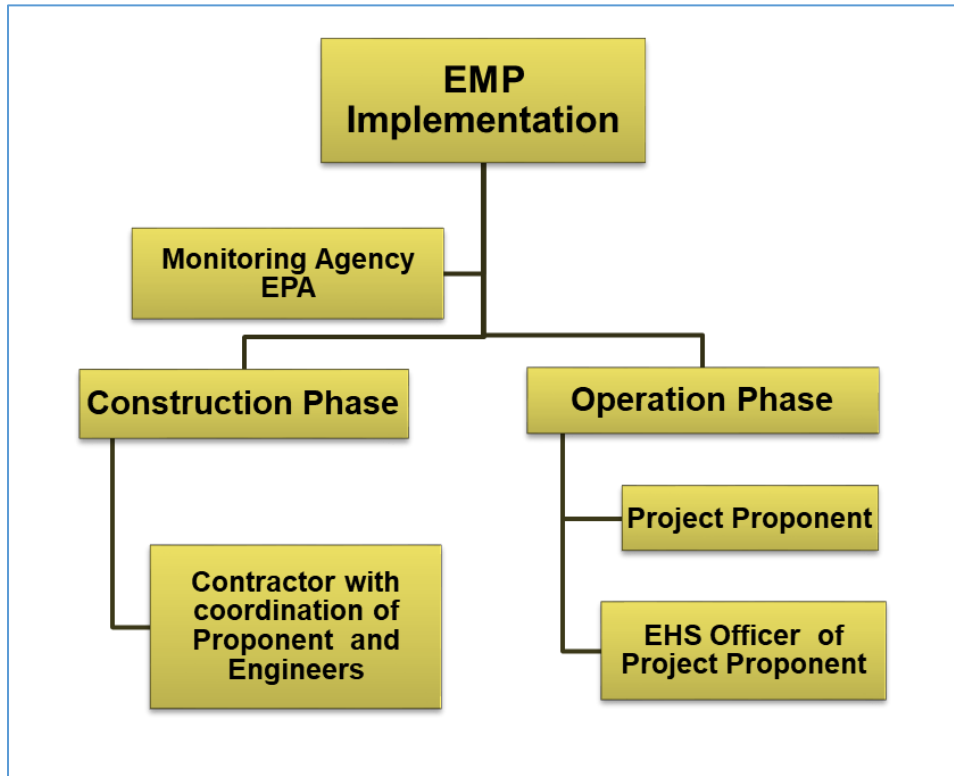 EMP
Implementation
Monitoring Agency
EPA
Construction Phase
Operation Phase
Project Proponent
Contractor with
coordination of
Proponent and
Engineers
EHS Officer of
Project Proponent